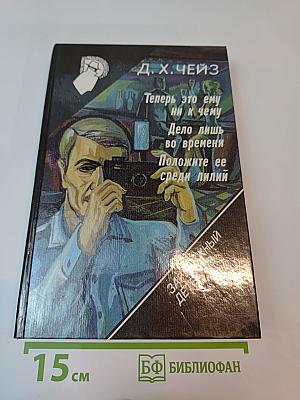 Д. Х. ЧЕЙЗ
Теперь это ему
ни к чему
Дело лишь
во времени
Положите ее
среди лилий
15 см
БФ БИБЛИОФАН